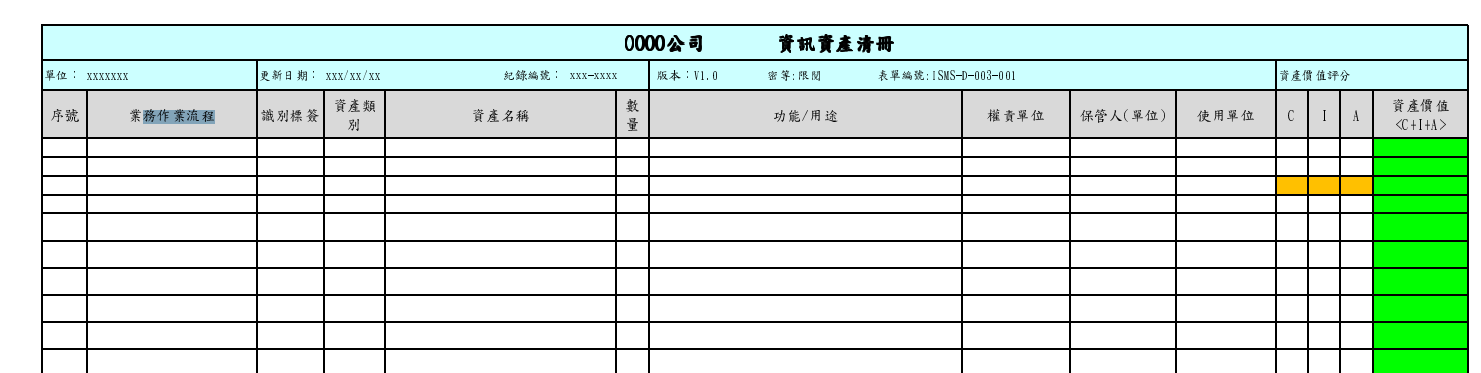 0000公司 資訊資產清冊
單位： xxxxxxx 更新日期： xxx/xx/xx 紀錄編號： xxx-xxxx 版本：V1.0 密等:限閱 表單編號:ISMS-D-003-001 資產價值評分
序號 業務作業流程 識別標簽 資產類別 資產名稱 數量 功能/用途 權責單位 保管人(單位) 使用單位 C I A 資產價值
<C+I+A>